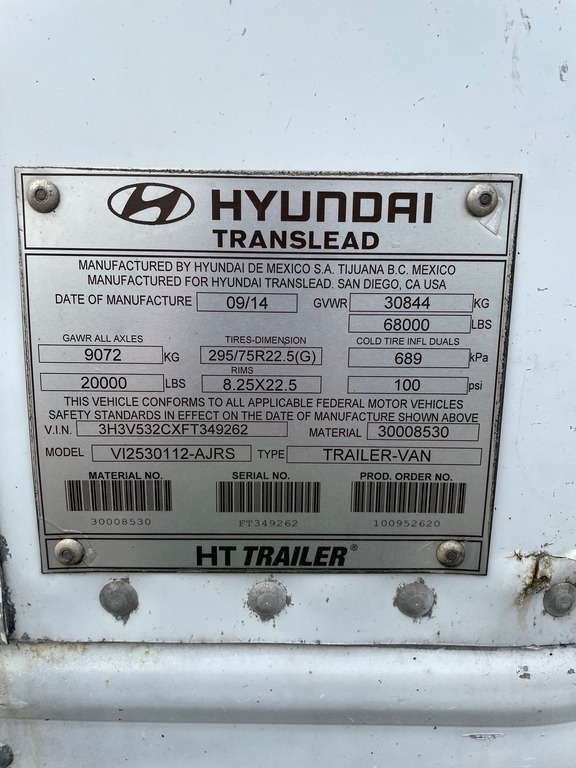 HYUNDAI
TRANSLEAD
MANUFACTURED BY HYUNDAI DE MEXICO S.A. TIJUANA B.C. MEXICO
MANUFACTURED FOR HYUNDAI TRANSLEAD. SAN DIEGO, CA USA
DATE OF MANUFACTURE 09/14 GVWR 30844 KG
68000 LBS
GAWR ALL AXLES TIRES-DIMENSION COLD TIRE INFL DUALS
9072 KG 295/75R22.5(G) 689 kPa
RIMS
20000 LBS 8.25X22.5 100 psi
THIS VEHICLE CONFORMS TO ALL APPLICABLE FEDERAL MOTOR VEHICLES
SAFETY STANDARDS IN EFFECT ON THE DATE OF MANUFACTURE SHOWN ABOVE
V.I.N. 3H3V532CXFT349262 MATERIAL 30008530
MODEL VI2530112-AJRS TYPE TRAILER-VAN
MATERIAL NO. SERIAL NO. PROD. ORDER NO.
30008530 FT349262 100952620
HT TRAILER®